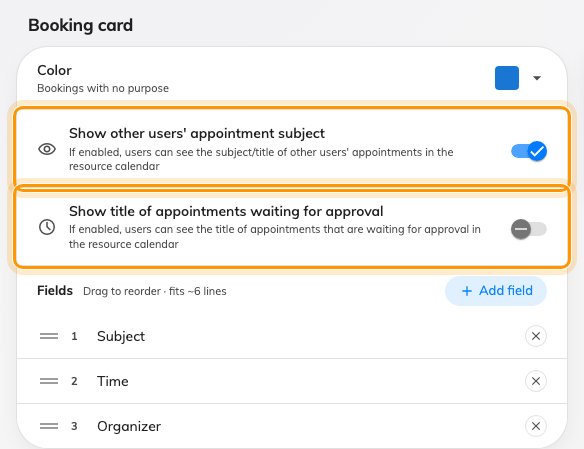 Booking card
Color
Bookings with no purpose
Show other users' appointment subject
If enabled, users can see the subject/title of other users' appointments in the
resource calendar
Show title of appointments waiting for approval
If enabled, users can see the title of appointments that are waiting for approval in
the resource calendar
Fields Drag to reorder · fits ~6 lines
+ Add field
1 Subject
2 Time
3 Organizer